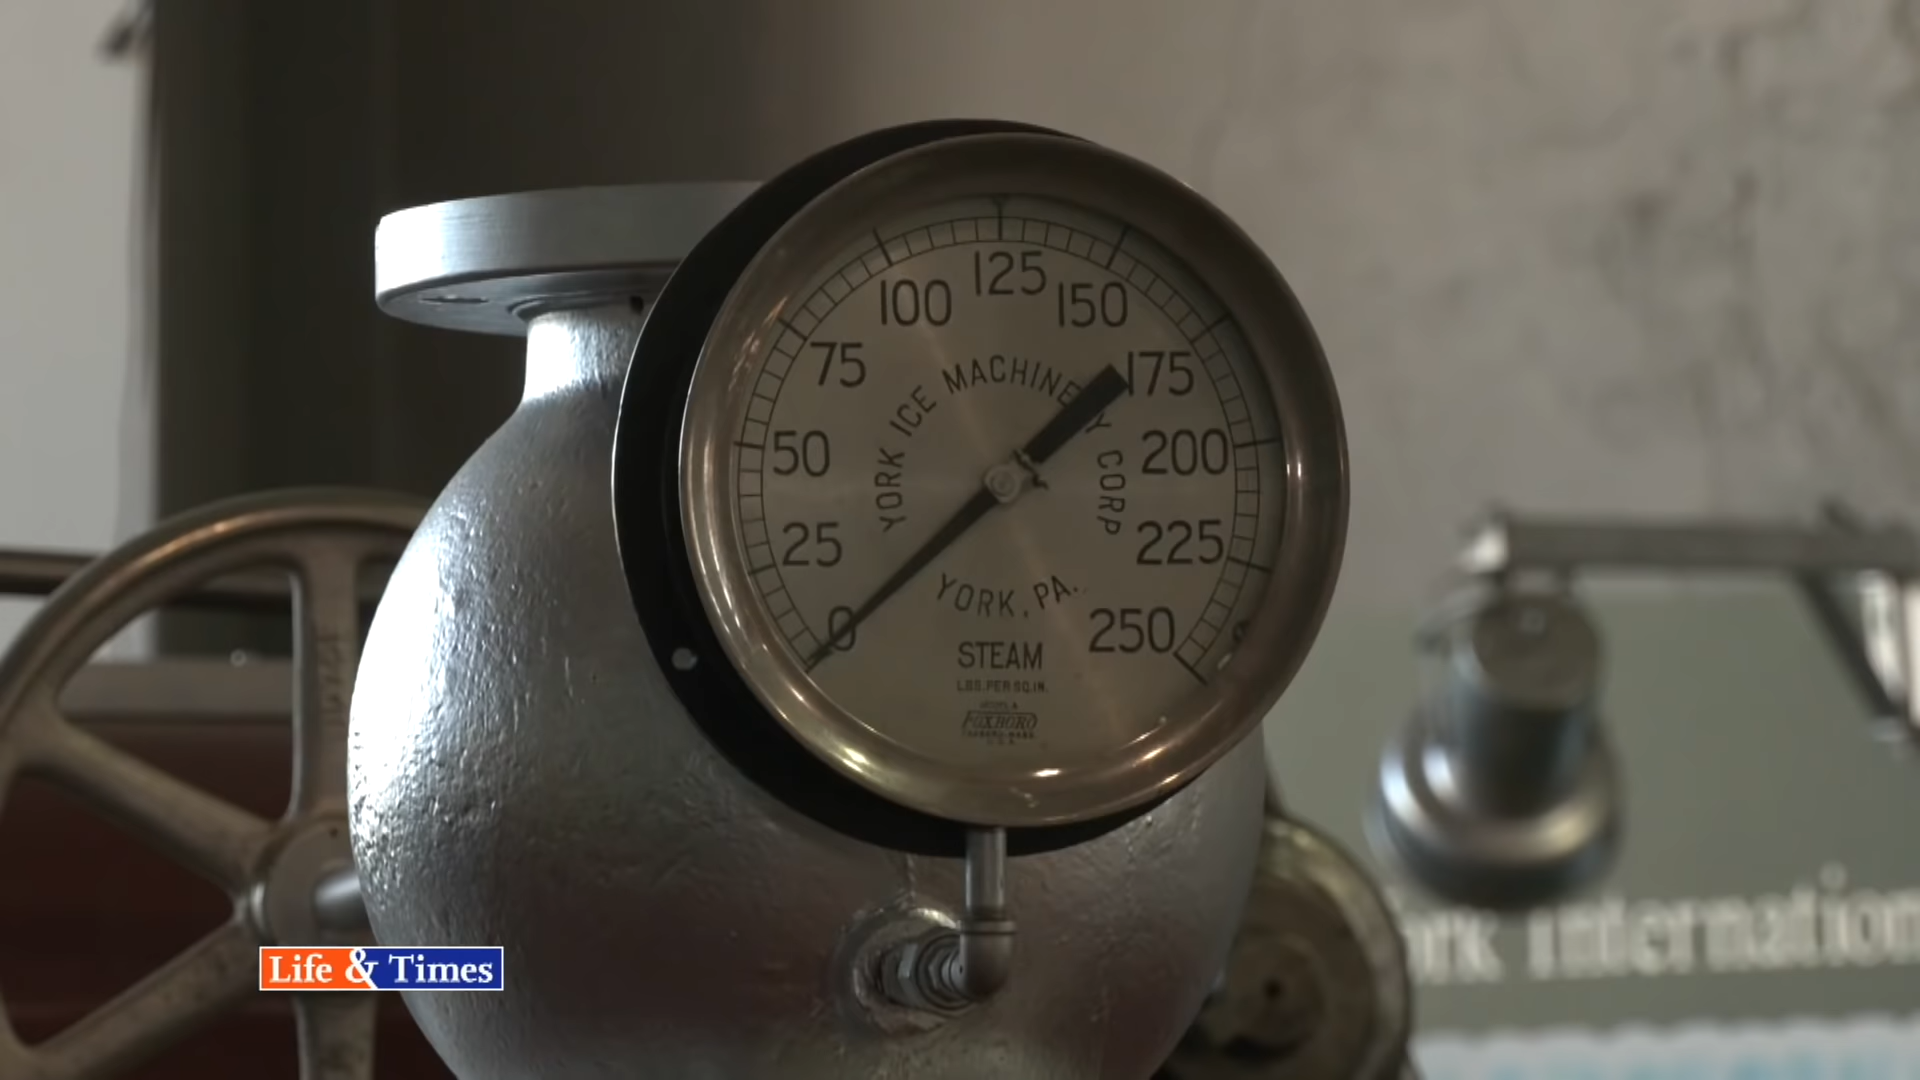 125
100
150
75
175
YORK ICE MACHINERY CORP
50
200
25
225
YORK, PA.
0
250
STEAM
LBS. PER SQ. IN.
FOXBORO
U.S.A.
International
Life & Times